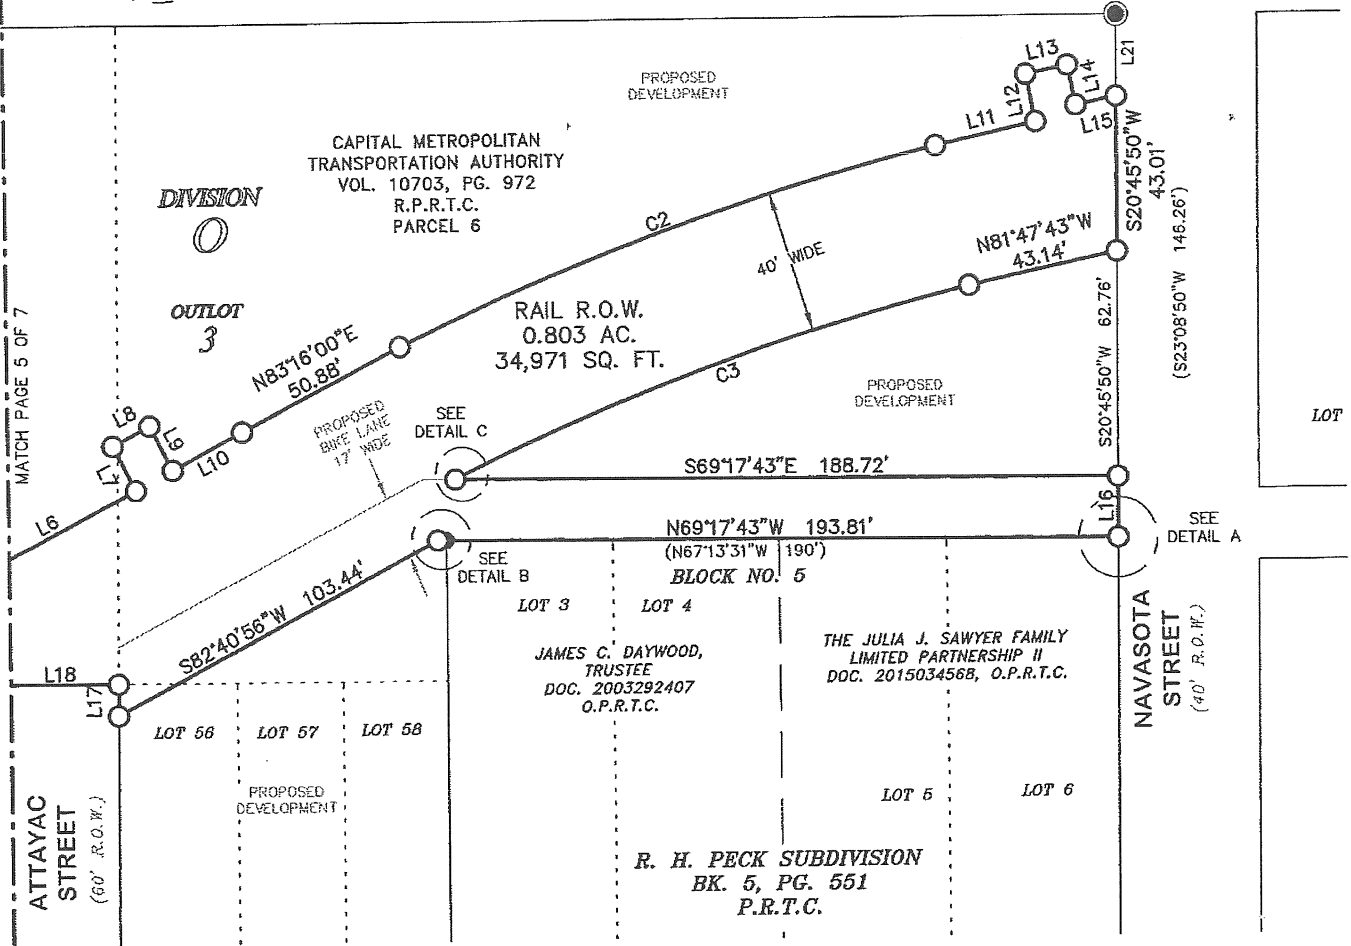 L13
L21
L14
L12
L11
L15
PROPOSED
DEVELOPMENT
CAPITAL METROPOLITAN
TRANSPORTATION AUTHORITY
VOL. 10703, PG. 972
R.P.R.T.C.
PARCEL 6
DIVISION
O
OUTLOT
3
C2
40' WIDE
S20°45'50"W
43.01'
(S23°08'50"W 146.26')
N81°47'43"W
43.14'
S20°45'50"W 62.76'
RAIL R.O.W.
0.803 AC.
34,971 SQ. FT.
C3
PROPOSED
DEVELOPMENT
MATCH PAGE 5 OF 7
N83°16'00"E
50.88'
L8
L9
L7
L10
L6
PROPOSED
BIKE LANE
17' WIDE
SEE
DETAIL C
LOT
S69°17'43"E 188.72'
L16
SEE
DETAIL A
N69°17'43"W 193.81'
(N67°13'31"W 190')
SEE
DETAIL B
BLOCK NO. 5
S82°40'56"W 103.44'
L18
L17
LOT 3
LOT 4
JAMES C. DAYWOOD,
TRUSTEE
DOC. 2003292407
O.P.R.T.C.
THE JULIA J. SAWYER FAMILY
LIMITED PARTNERSHIP II
DOC. 2015034568, O.P.R.T.C.
NAVASOTA
STREET
(40' R.O.W.)
LOT 56
LOT 57
LOT 58
PROPOSED
DEVELOPMENT
LOT 5
LOT 6
ATTAYAC
STREET
(60' R.O.W.)
R. H. PECK SUBDIVISION
BK. 5, PG. 551
P.R.T.C.